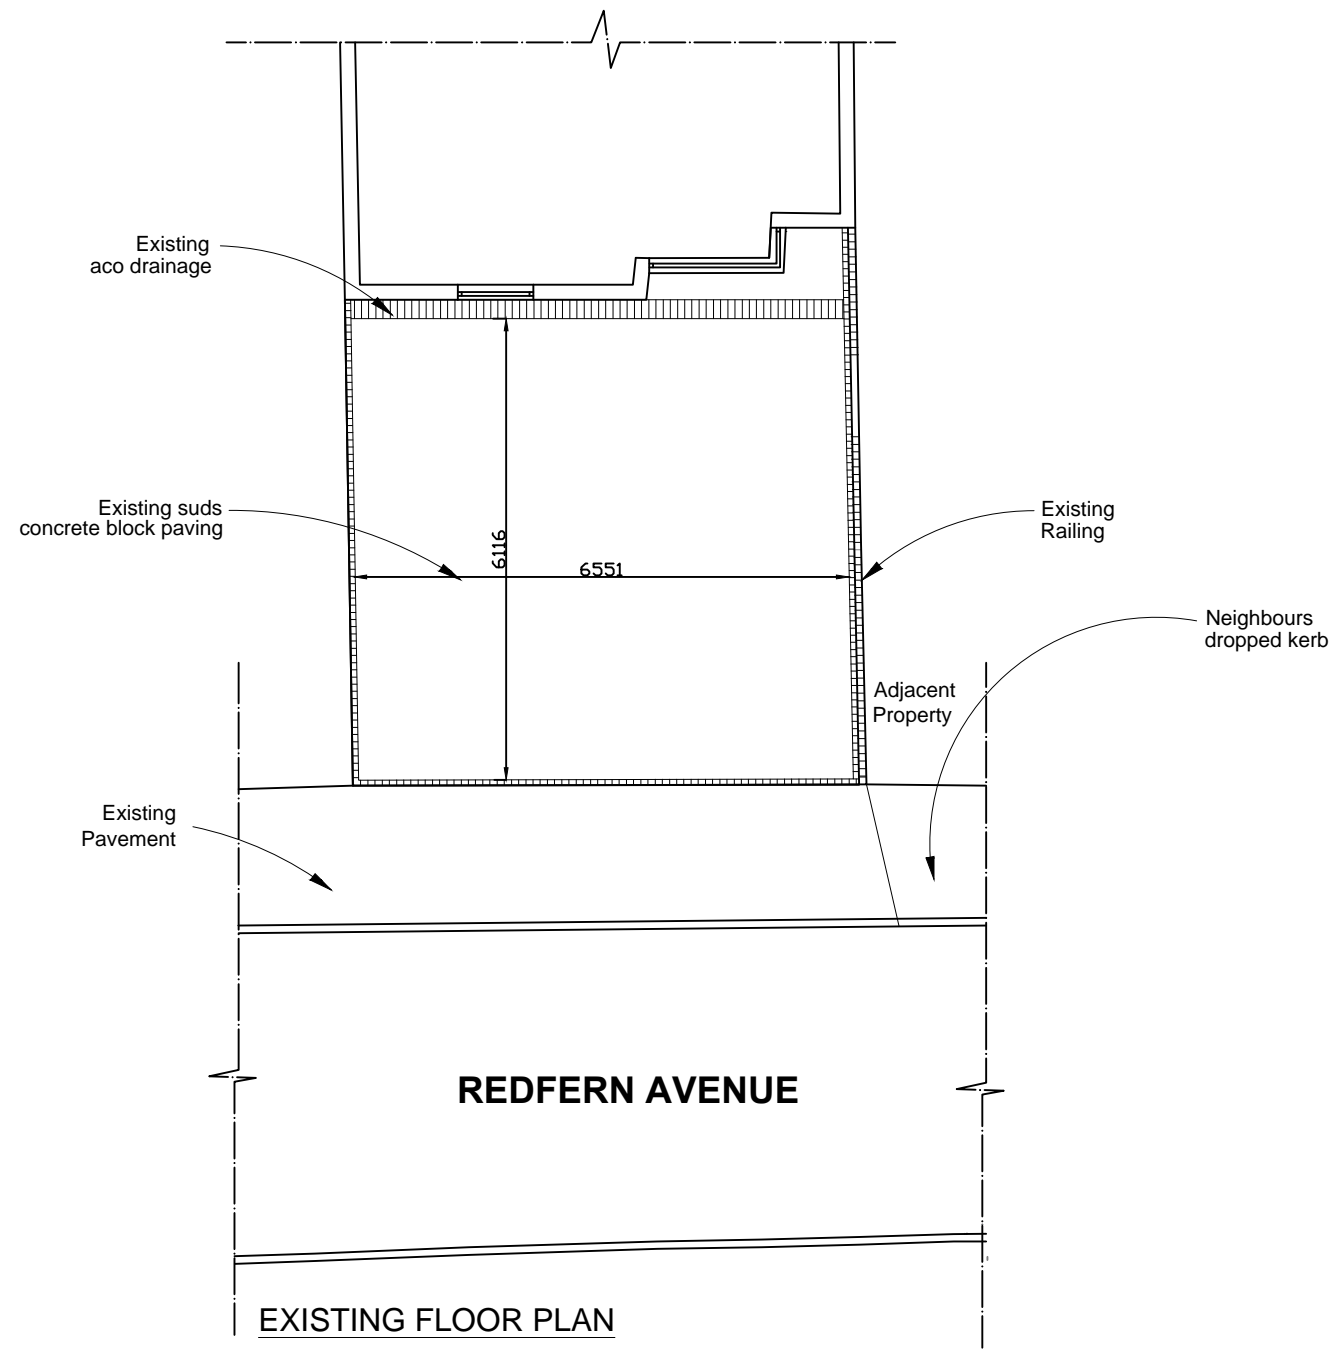 Existing
aco drainage
Existing suds
concrete block paving
6116
6551
Existing
Railing
Neighbours
dropped kerb
Adjacent
Property
Existing
Pavement
REDFERN AVENUE
EXISTING FLOOR PLAN